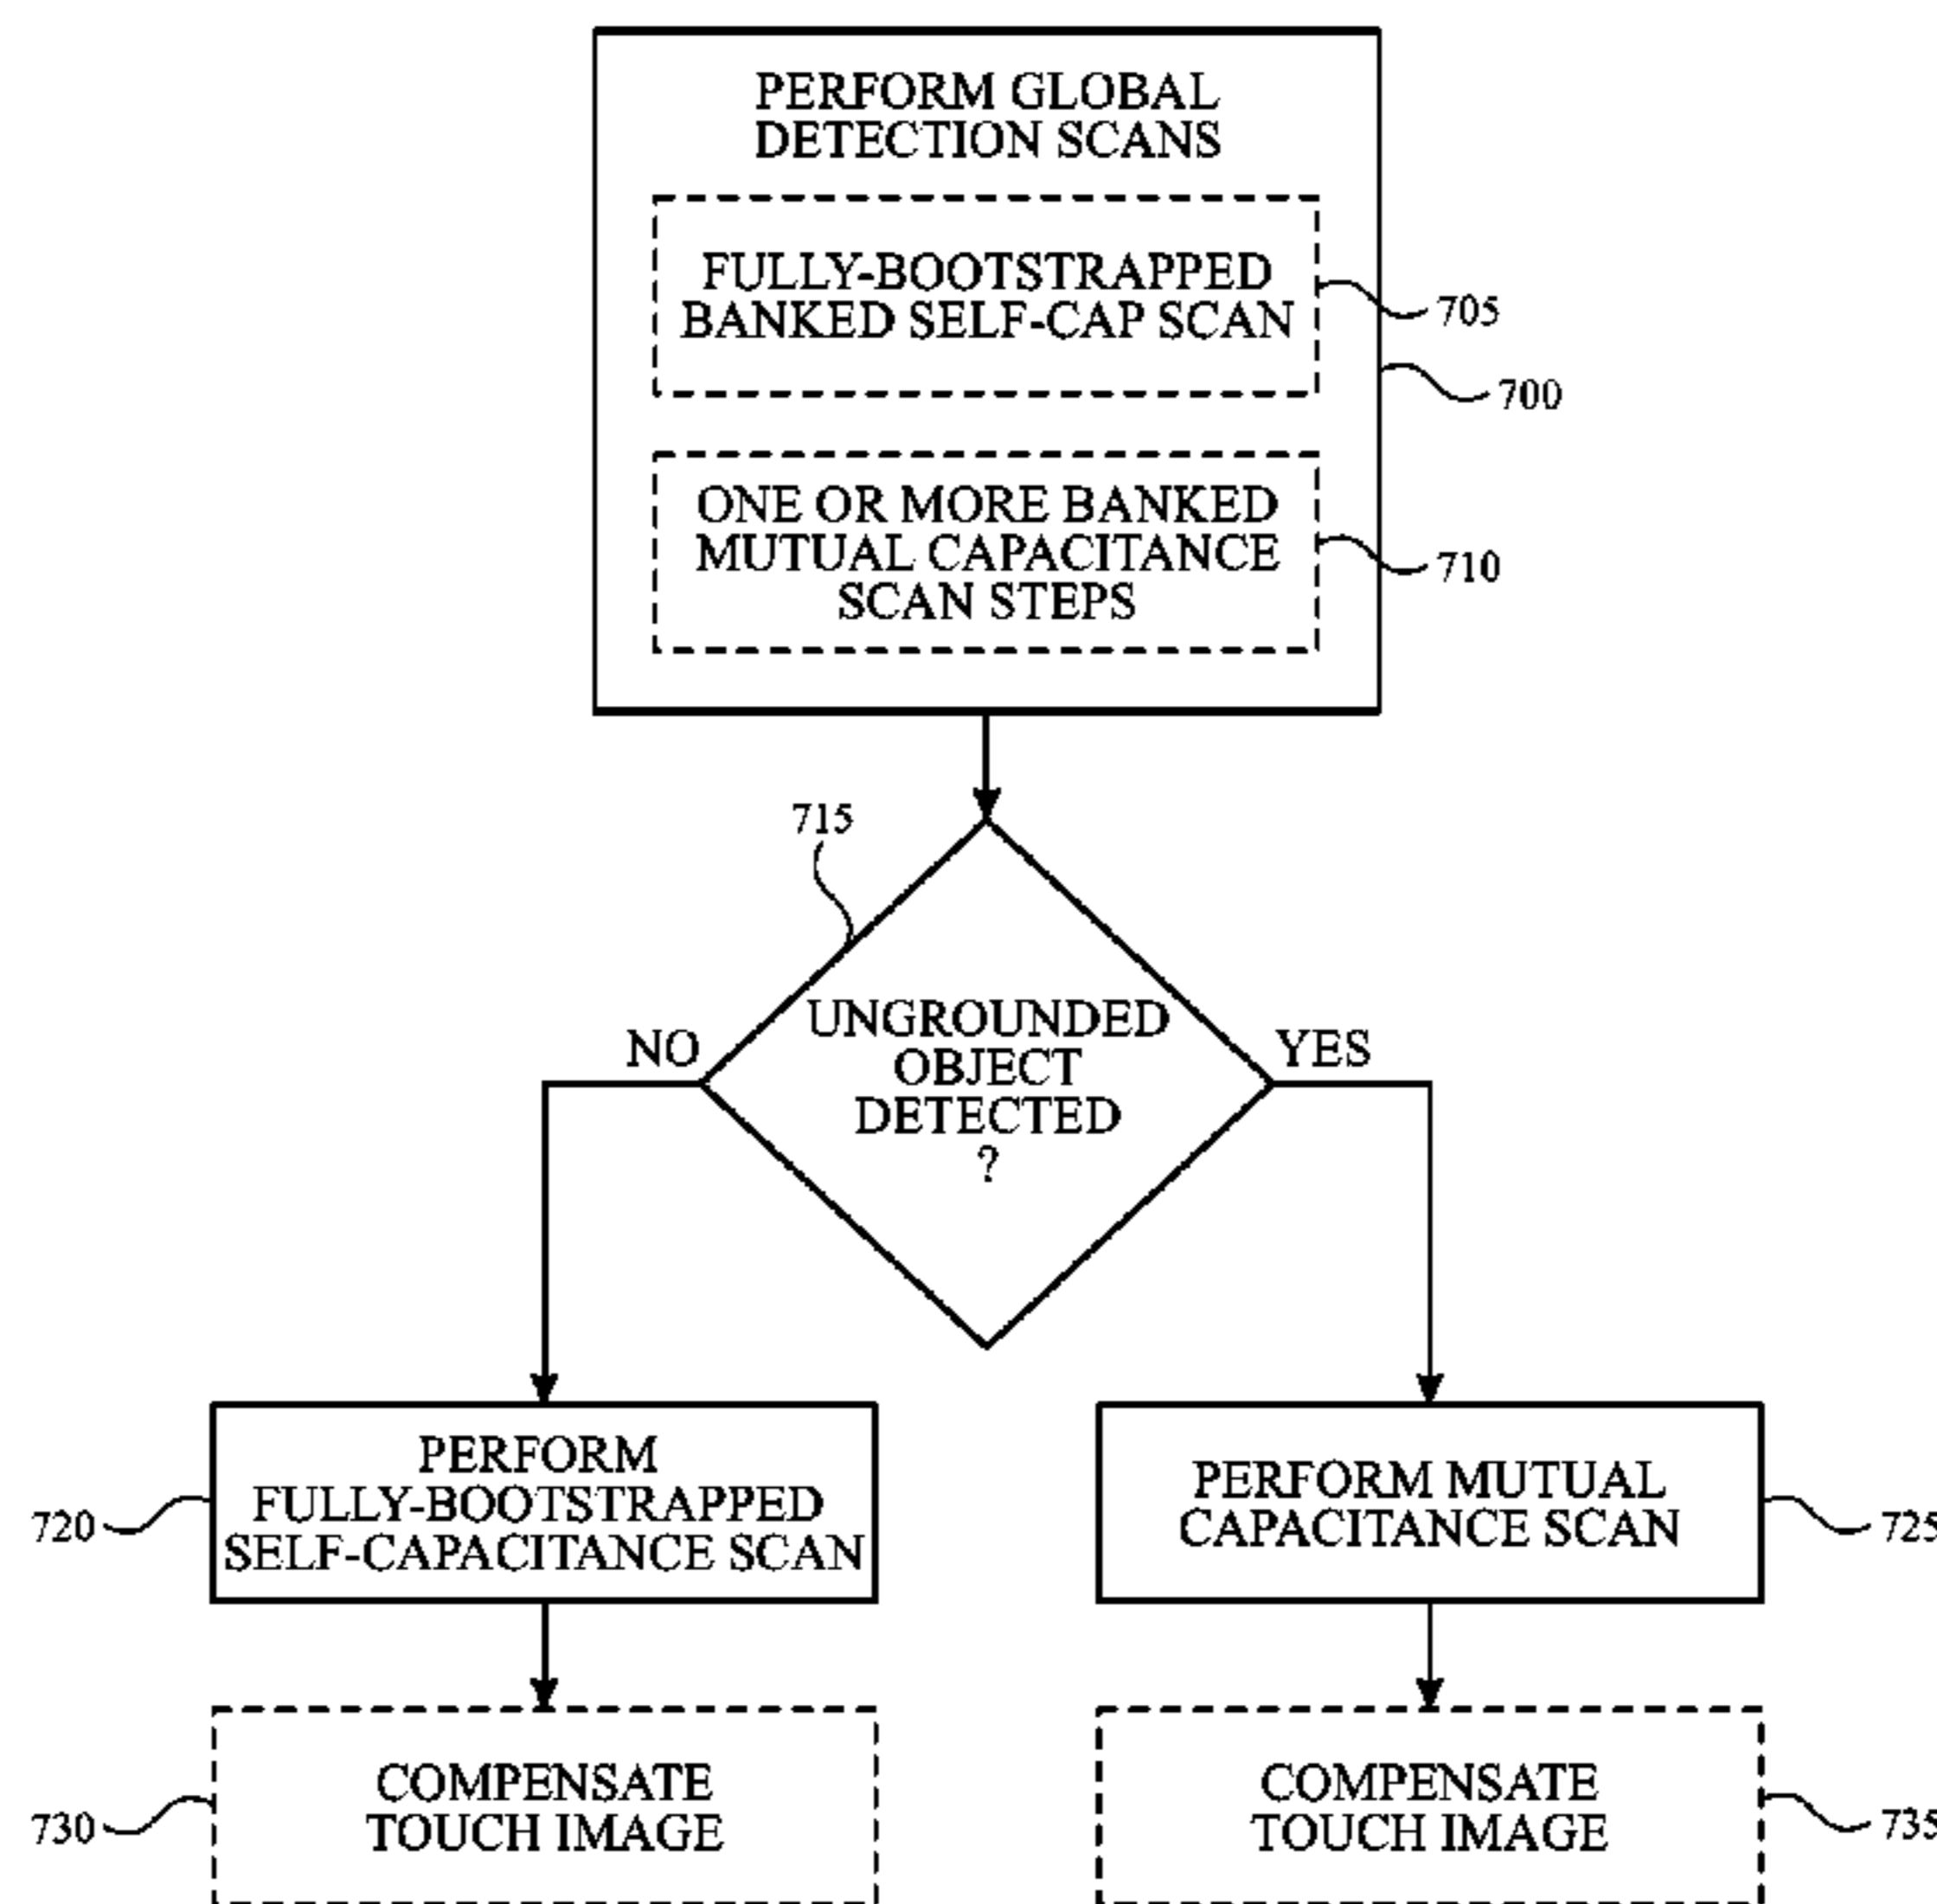 PERFORM GLOBAL
DETECTION SCANS
FULLY-BOOTSTRAPPED
BANKED SELF-CAP SCAN
705
700
ONE OR MORE BANKED
MUTUAL CAPACITANCE
SCAN STEPS
710
715
UNGROUNDED
OBJECT
DETECTED
?
NO
YES
PERFORM
FULLY-BOOTSTRAPPED
SELF-CAPACITANCE SCAN
720
PERFORM MUTUAL
CAPACITANCE SCAN
725
COMPENSATE
TOUCH IMAGE
730
COMPENSATE
TOUCH IMAGE
735